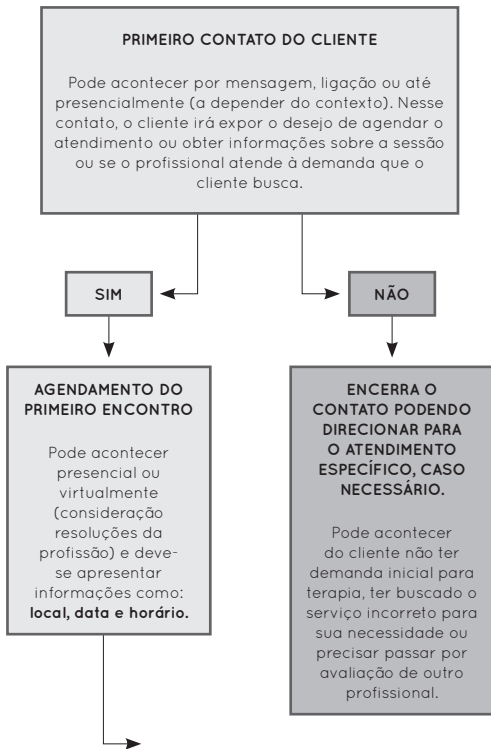 PRIMEIRO CONTATO DO CLIENTE
Pode acontecer por mensagem, ligação ou até
presencialmente (a depender do contexto). Nesse
contato, o cliente irá expor o desejo de agendar o
atendimento ou obter informações sobre a sessão
ou se o profissional atende à demanda que o
cliente busca.
SIM
NÃO
AGENDAMENTO DO
PRIMEIRO ENCONTRO
Pode acontecer
presencial ou
virtualmente
(consideração
resoluções da
profissão) e deve-
se apresentar
informações como:
local, data e horário.
ENCERRA O
CONTATO PODENDO
DIRECIONAR PARA
O ATENDIMENTO
ESPECÍFICO, CASO
NECESSÁRIO.
Pode acontecer
do cliente não ter
demanda inicial para
terapia, ter buscado o
serviço incorreto para
sua necessidade ou
precisar passar por
avaliação de outro
profissional.